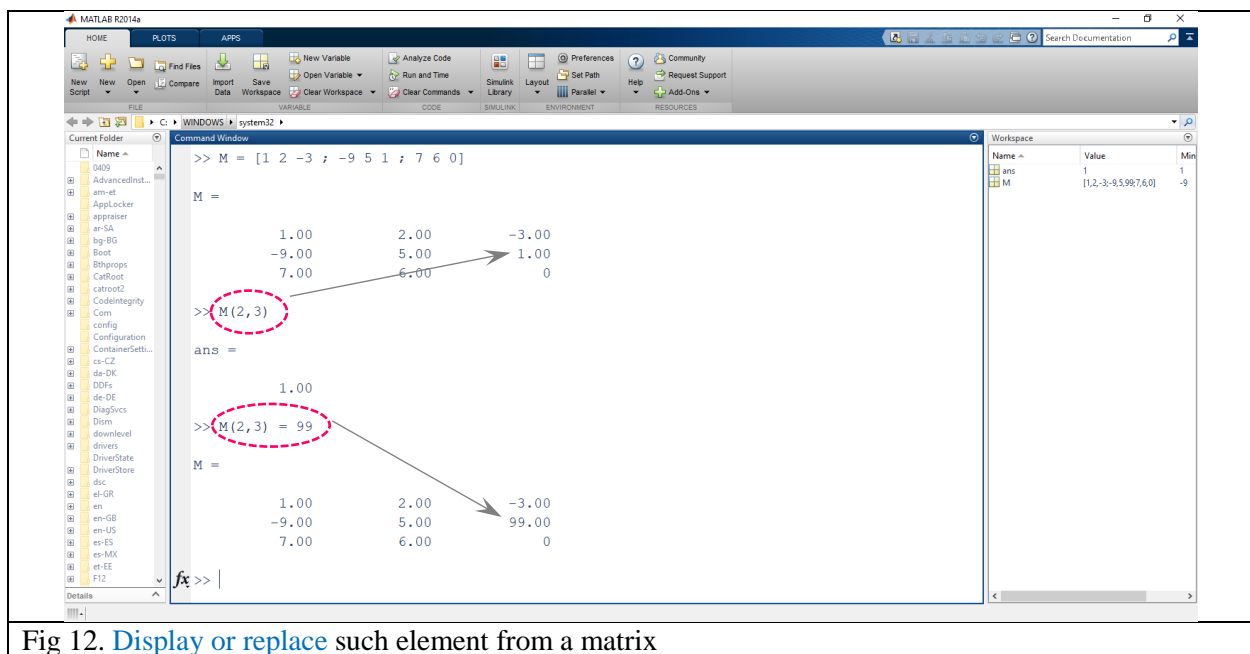 MATLAB R2014a
HOME PLOTS APPS
Search Documentation
New Script
New
Open
Find Files
Compare
Import Data
Save Workspace
New Variable
Open Variable
Clear Workspace
Analyze Code
Run and Time
Clear Commands
Simulink Library
Layout
Preferences
Set Path
Parallel
Help
Community
Request Support
Add-Ons
FILE VARIABLE CODE SIMULINK ENVIRONMENT RESOURCES
C: WINDOWS system32
Current Folder
Name
0409
AdvancedInst...
am-et
AppLocker
appraiser
ar-SA
bg-BG
Boot
Bthprops
CatRoot
catroot2
CodeIntegrity
Com
config
Configuration
ContainerSetti...
cs-CZ
da-DK
DDFs
de-DE
DiagSvcs
Dism
downlevel
drivers
DriverState
DriverStore
dsc
el-GR
en
en-GB
en-US
es-ES
es-MX
et-EE
F12
Details
Command Window
>> M = [1 2 -3 ; -9 5 1 ; 7 6 0]
M =
1.00 2.00 -3.00
-9.00 5.00 1.00
7.00 6.00 0
>> M(2,3)
ans =
1.00
>> M(2,3) = 99
M =
1.00 2.00 -3.00
-9.00 5.00 99.00
7.00 6.00 0
fx >>
Workspace
Name Value Min
ans 1 1
M [1,2,-3;-9,5,99;7,6,0] -9
Fig 12. Display or replace such element from a matrix